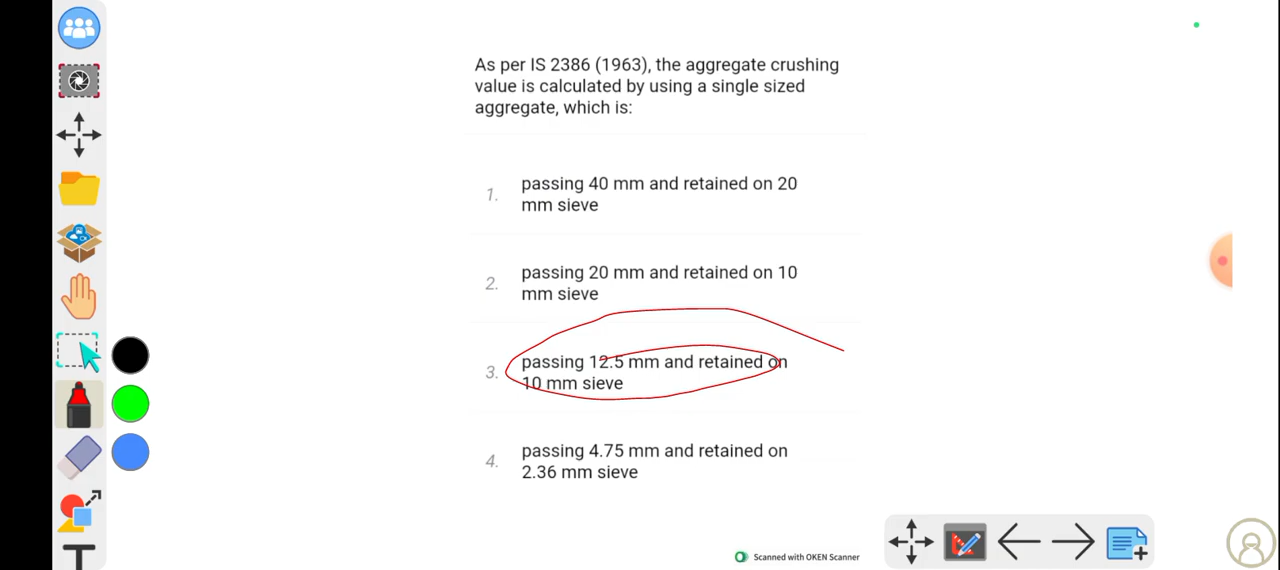 As per IS 2386 (1963), the aggregate crushing
value is calculated by using a single sized
aggregate, which is:
1. passing 40 mm and retained on 20
mm sieve
2. passing 20 mm and retained on 10
mm sieve
3. passing 12.5 mm and retained on
10 mm sieve
4. passing 4.75 mm and retained on
2.36 mm sieve
Scanned with OKEN Scanner
T